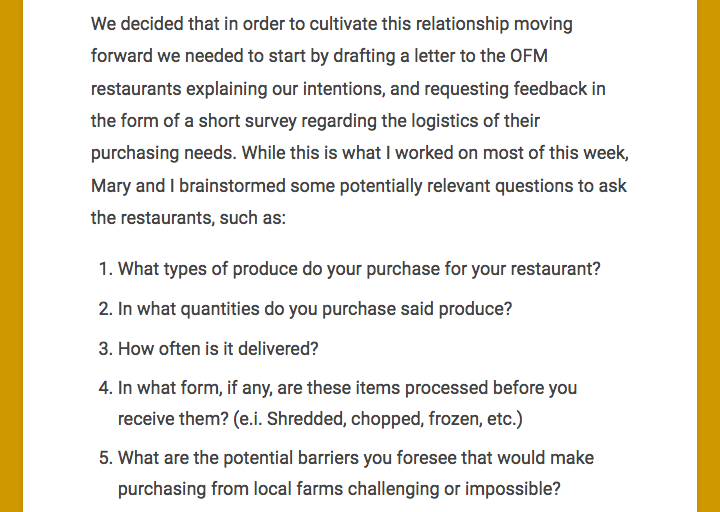 We decided that in order to cultivate this relationship moving
forward we needed to start by drafting a letter to the OFM
restaurants explaining our intentions, and requesting feedback in
the form of a short survey regarding the logistics of their
purchasing needs. While this is what I worked on most of this week,
Mary and I brainstormed some potentially relevant questions to ask
the restaurants, such as:
1. What types of produce do your purchase for your restaurant?
2. In what quantities do you purchase said produce?
3. How often is it delivered?
4. In what form, if any, are these items processed before you
receive them? (e.i. Shredded, chopped, frozen, etc.)
5. What are the potential barriers you foresee that would make
purchasing from local farms challenging or impossible?